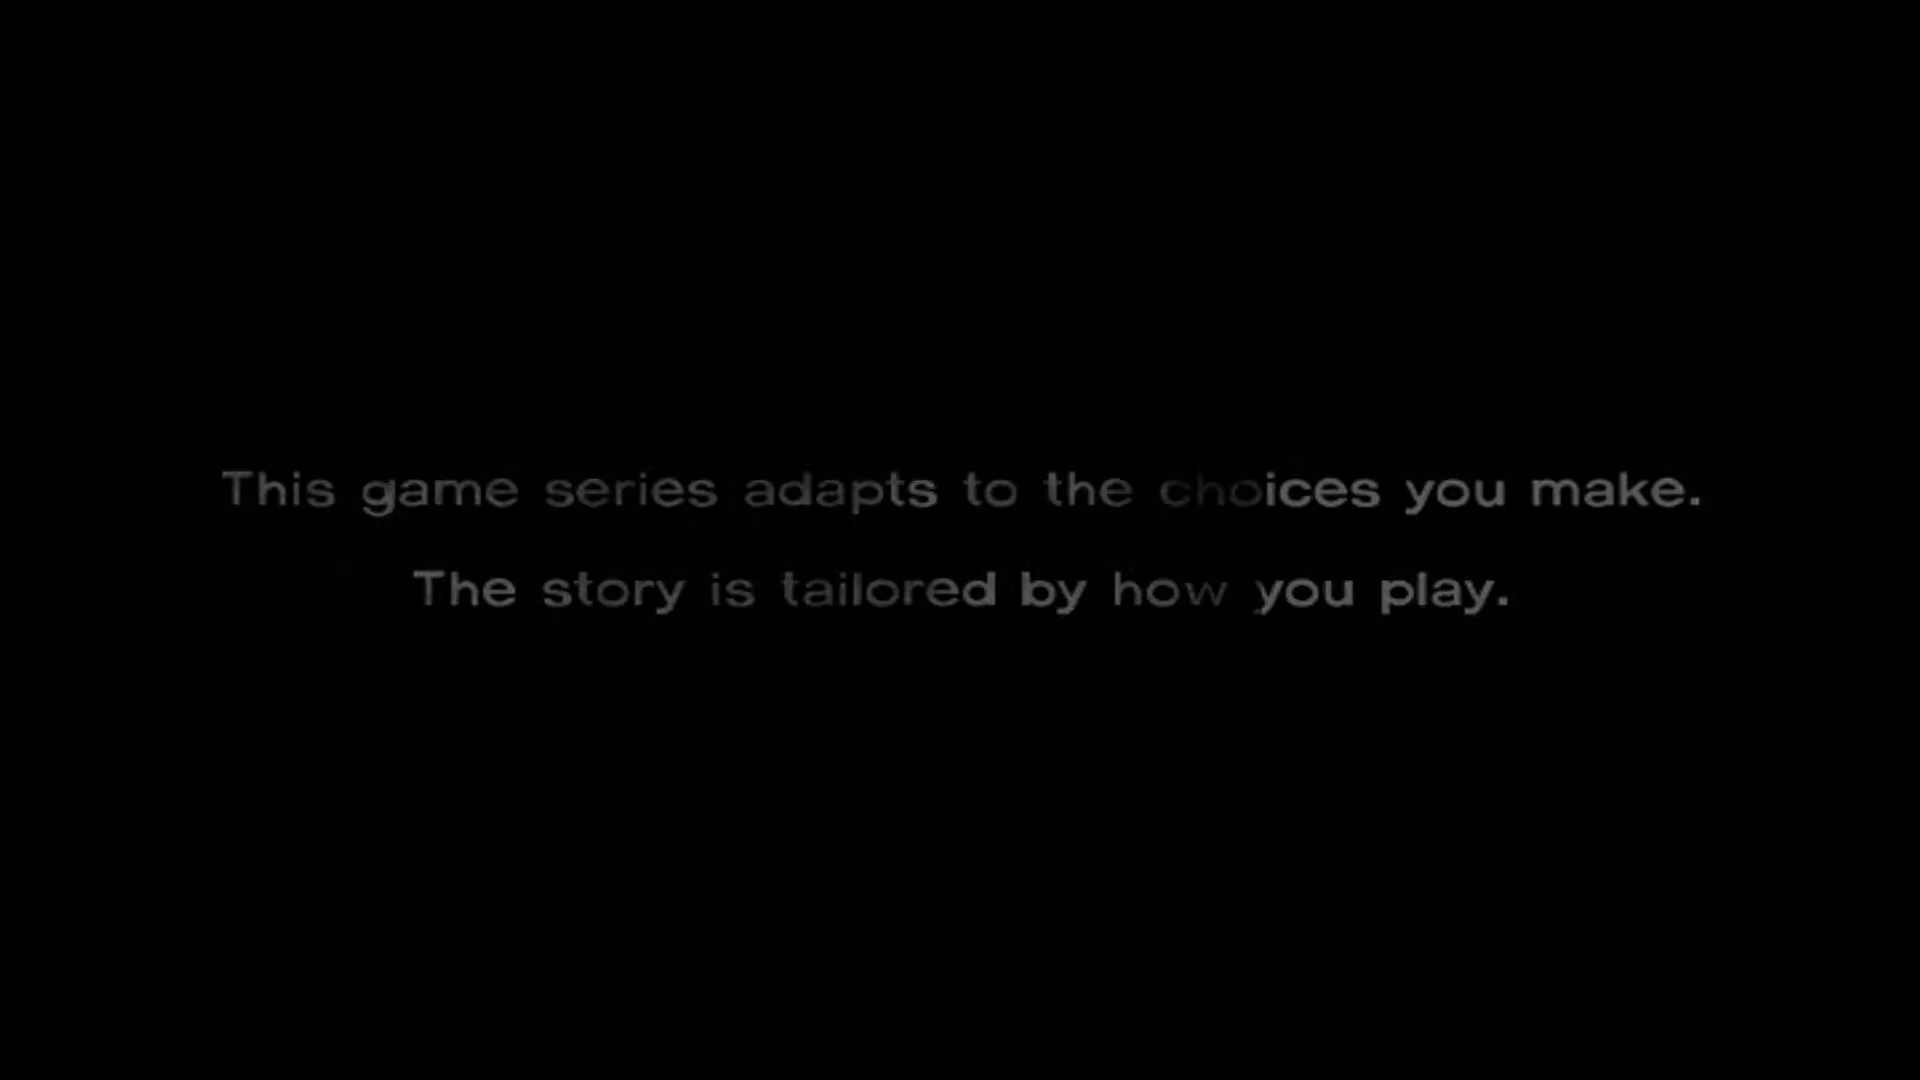 This game series adapts to the choices you make.
The story is tailored by how you play.